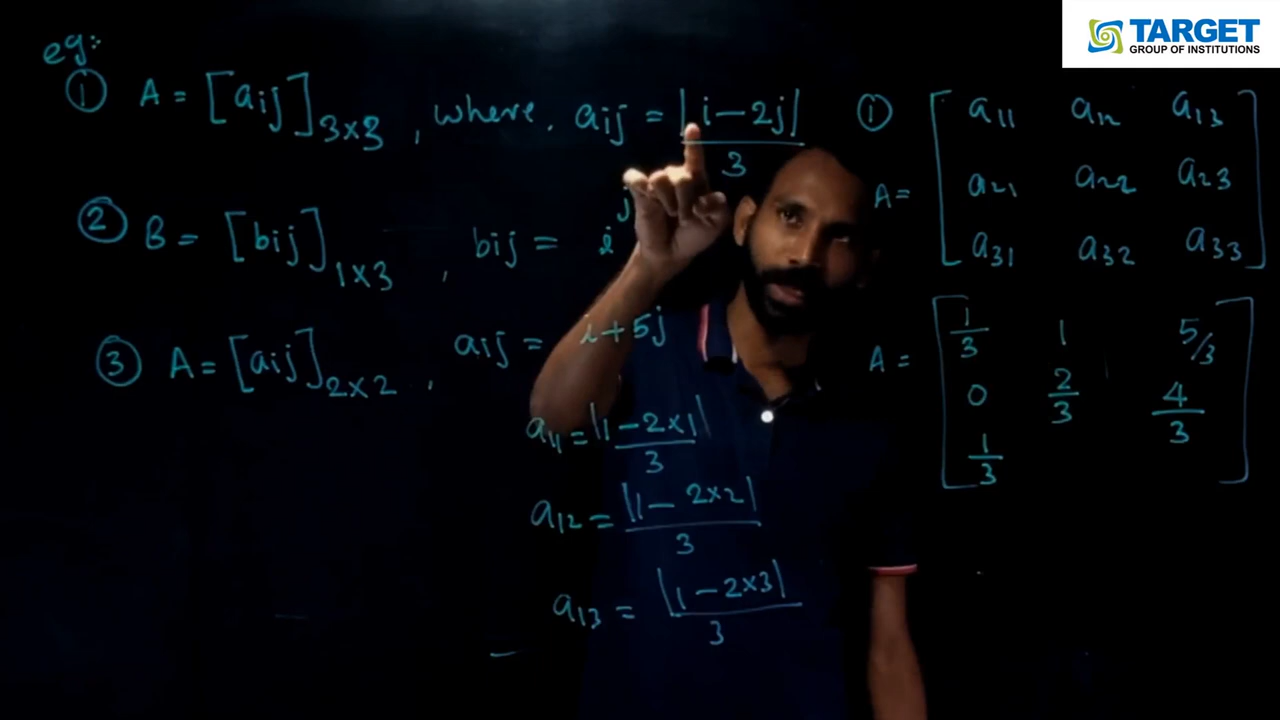 TARGET
GROUP OF INSTITUTIONS
eg:
① A = [aij]3×3 , where, aij = |i-2j|/3
② B = [bij]1×3 , bij = i^j
③ A = [aij]2×2 , aij = i+5j
a11 = |1-2×1|/3
a12 = |1-2×2|/3
a13 = |1-2×3|/3
①
A = [ a11 a12 a13
a21 a22 a23
a31 a32 a33 ]
A = [ 1/3 1 5/3
0 2/3 4/3
1/3 ]